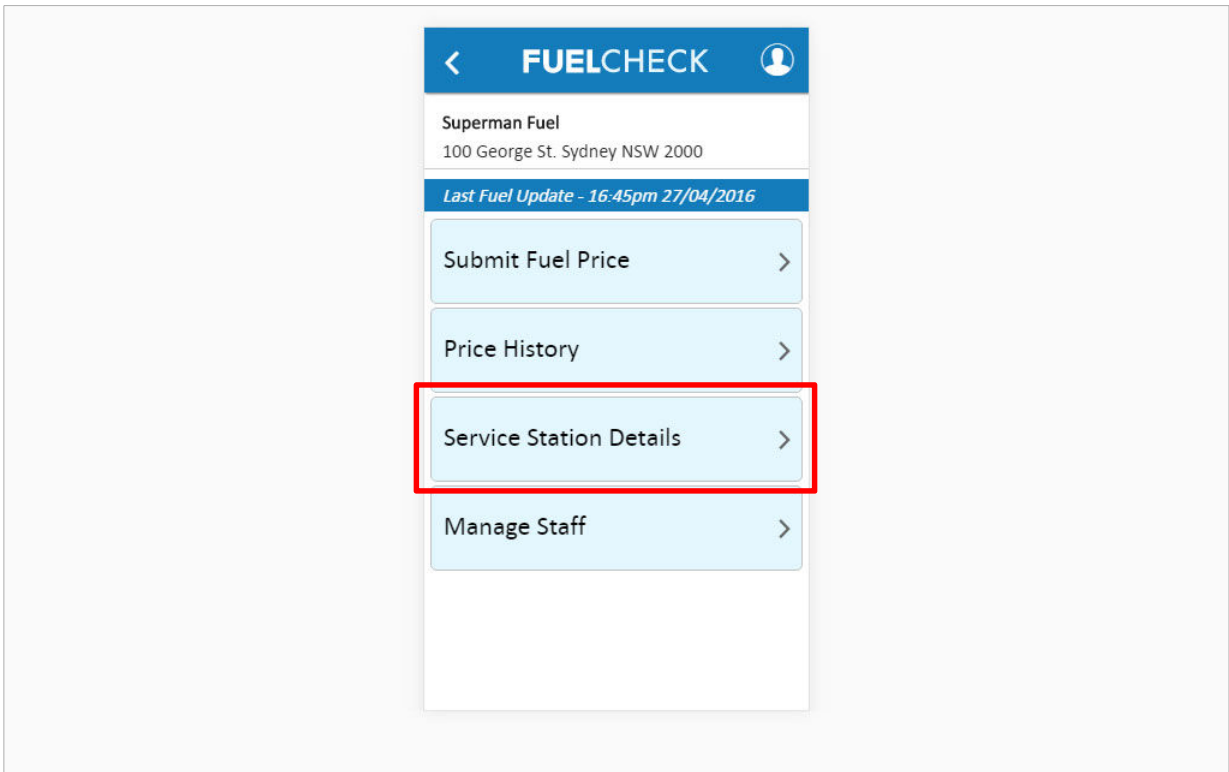 FUELCHECK
Superman Fuel
100 George St. Sydney NSW 2000
Last Fuel Update - 16:45pm 27/04/2016
Submit Fuel Price
Price History
Service Station Details
Manage Staff